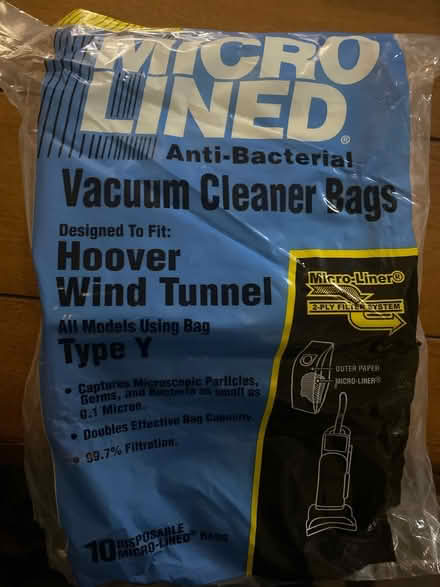 MICRO
LINED®
Anti-Bacterial
Vacuum Cleaner Bags
Designed To Fit:
Hoover
Wind Tunnel
All Models Using Bag
Type Y
• Captures Microscopic Particles,
Germs, and Bacteria as small as
0.1 Micron.
• Doubles Effective Bag Capacity.
• 99.7% Filtration.
10 DISPOSABLE
MICRO-LINED® BAGS
Micro-Liner®
2-PLY FILTER SYSTEM
OUTER PAPER
MICRO-LINER®